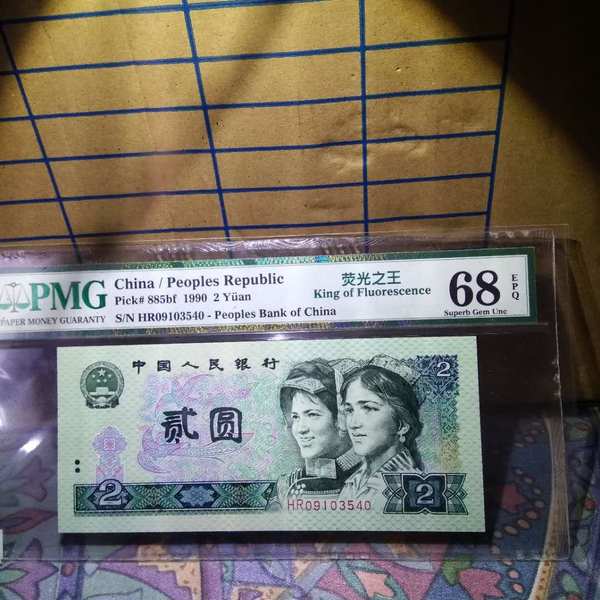 PMG
PAPER MONEY GUARANTY
China / Peoples Republic
Pick# 885bf 1990 2 Yüan
S/N HR09103540 - Peoples Bank of China
荧光之王
King of Fluorescence
68
EPQ
Superb Gem Unc
中国人民银行
2
贰圆
2
2
HR09103540